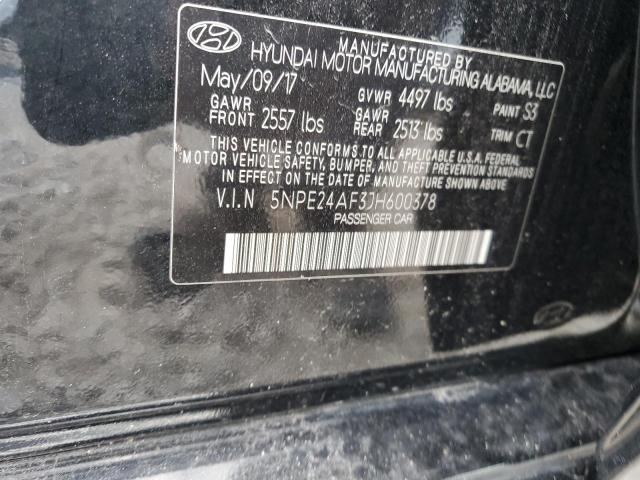 MANUFACTURED BY
HYUNDAI MOTOR MANUFACTURING ALABAMA, LLC
May/09/17 GVWR 4497 lbs PAINT S3
GAWR FRONT 2557 lbs GAWR REAR 2513 lbs TRIM CT
THIS VEHICLE CONFORMS TO ALL APPLICABLE U.S.A. FEDERAL
MOTOR VEHICLE SAFETY, BUMPER, AND THEFT PREVENTION STANDARDS
IN EFFECT ON THE DATE OF MANUFACTURE SHOWN ABOVE.
V.I.N 5NPE24AF3JH600378
PASSENGER CAR